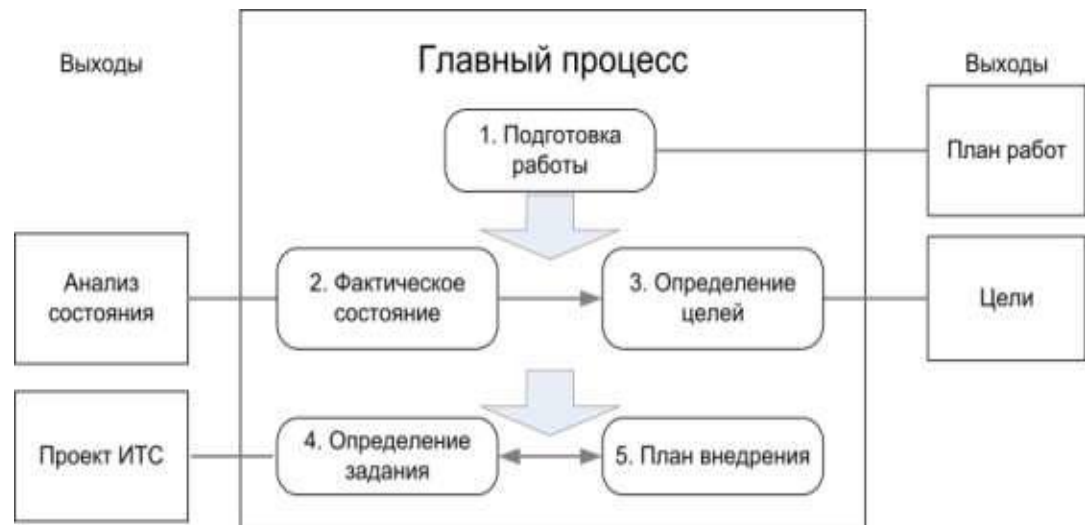 Выходы
Главный процесс
Выходы
1. Подготовка
работы
План работ
Анализ
состояния
2. Фактическое
состояние
3. Определение
целей
Цели
Проект ИТС
4. Определение
задания
5. План внедрения